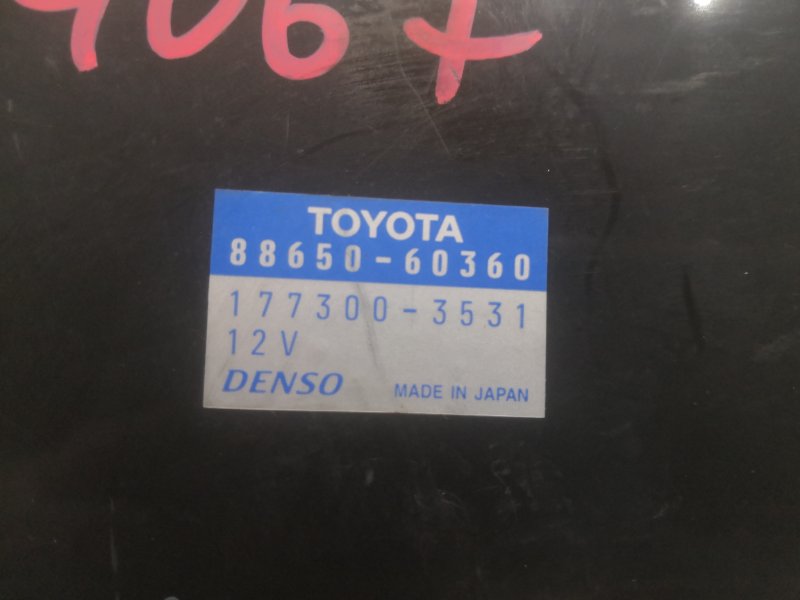 TOYOTA
88650-60360
177300-3531
12V
DENSO MADE IN JAPAN